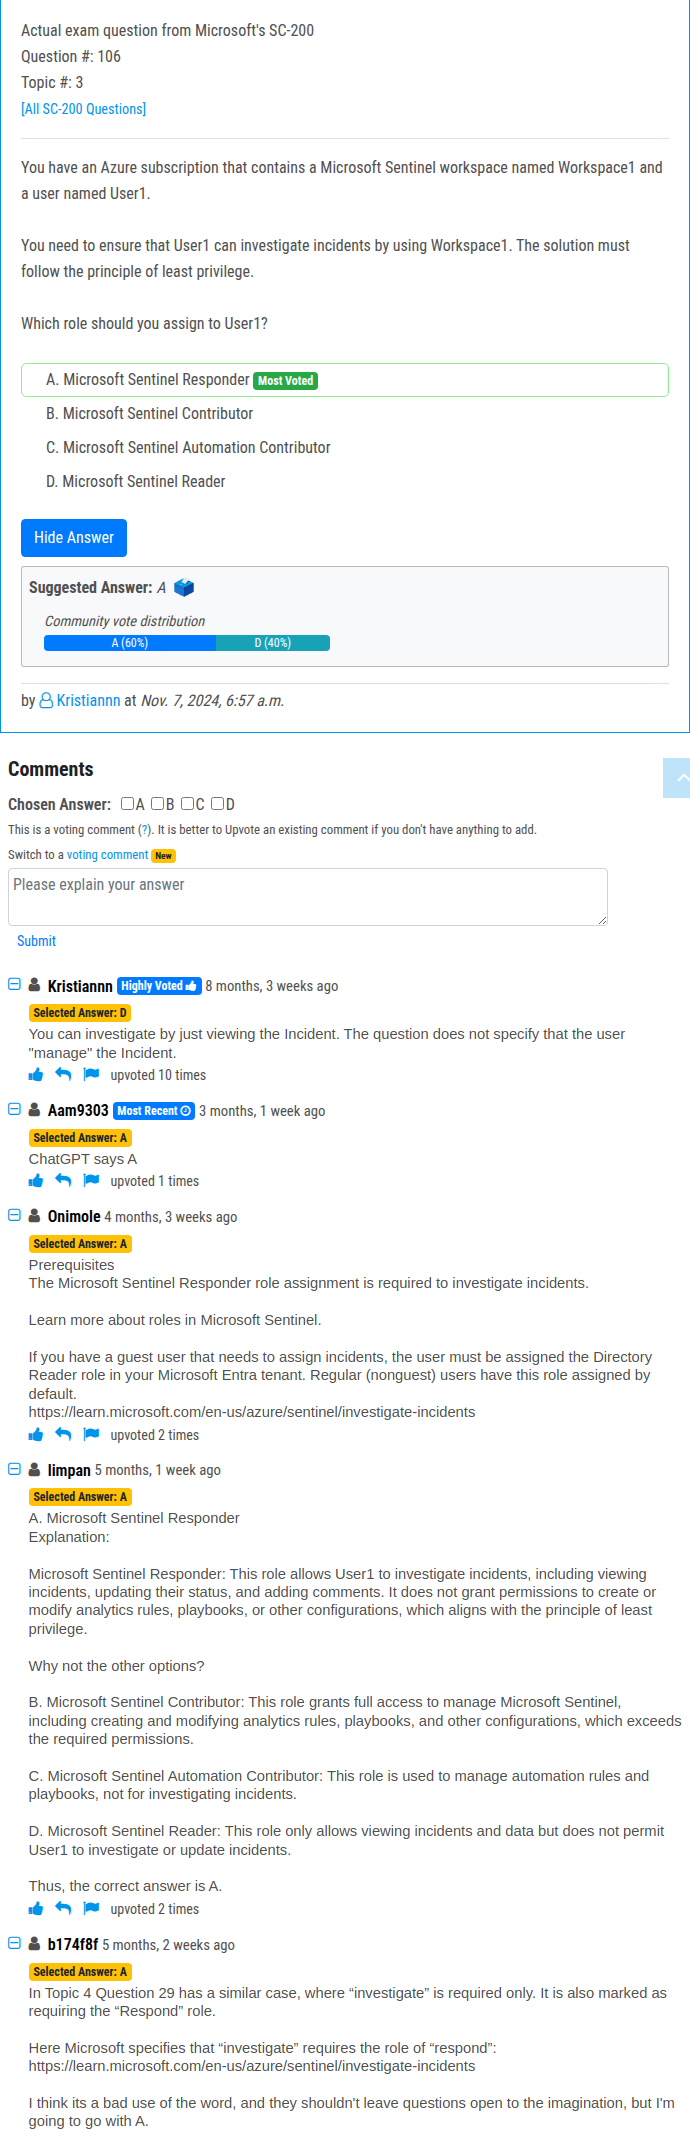 Actual exam question from Microsoft's SC-200
Question #: 106
Topic #: 3
[All SC-200 Questions]
You have an Azure subscription that contains a Microsoft Sentinel workspace named Workspace1 and
a user named User1.
You need to ensure that User1 can investigate incidents by using Workspace1. The solution must
follow the principle of least privilege.
Which role should you assign to User1?
A. Microsoft Sentinel Responder Most Voted
B. Microsoft Sentinel Contributor
C. Microsoft Sentinel Automation Contributor
D. Microsoft Sentinel Reader
Hide Answer
Suggested Answer: A
Community vote distribution
A (60%) D (40%)
by Kristiannn at Nov. 7, 2024, 6:57 a.m.
Comments
Chosen Answer: A B C D
This is a voting comment (?). It is better to Upvote an existing comment if you don't have anything to add.
Switch to a voting comment New
Please explain your answer
Submit
Kristiannn Highly Voted 8 months, 3 weeks ago
Selected Answer: D
You can investigate by just viewing the Incident. The question does not specify that the user
"manage" the Incident.
upvoted 10 times
Aam9303 Most Recent 3 months, 1 week ago
Selected Answer: A
ChatGPT says A
upvoted 1 times
Onimole 4 months, 3 weeks ago
Selected Answer: A
Prerequisites
The Microsoft Sentinel Responder role assignment is required to investigate incidents.
Learn more about roles in Microsoft Sentinel.
If you have a guest user that needs to assign incidents, the user must be assigned the Directory
Reader role in your Microsoft Entra tenant. Regular (nonguest) users have this role assigned by
default.
https://learn.microsoft.com/en-us/azure/sentinel/investigate-incidents
upvoted 2 times
limpan 5 months, 1 week ago
Selected Answer: A
A. Microsoft Sentinel Responder
Explanation:
Microsoft Sentinel Responder: This role allows User1 to investigate incidents, including viewing
incidents, updating their status, and adding comments. It does not grant permissions to create or
modify analytics rules, playbooks, or other configurations, which aligns with the principle of least
privilege.
Why not the other options?
B. Microsoft Sentinel Contributor: This role grants full access to manage Microsoft Sentinel,
including creating and modifying analytics rules, playbooks, and other configurations, which exceeds
the required permissions.
C. Microsoft Sentinel Automation Contributor: This role is used to manage automation rules and
playbooks, not for investigating incidents.
D. Microsoft Sentinel Reader: This role only allows viewing incidents and data but does not permit
User1 to investigate or update incidents.
Thus, the correct answer is A.
upvoted 2 times
b174f8f 5 months, 2 weeks ago
Selected Answer: A
In Topic 4 Question 29 has a similar case, where “investigate” is required only. It is also marked as
requiring the “Respond” role.
Here Microsoft specifies that “investigate” requires the role of “respond”:
https://learn.microsoft.com/en-us/azure/sentinel/investigate-incidents
I think its a bad use of the word, and they shouldn't leave questions open to the imagination, but I'm
going to go with A.